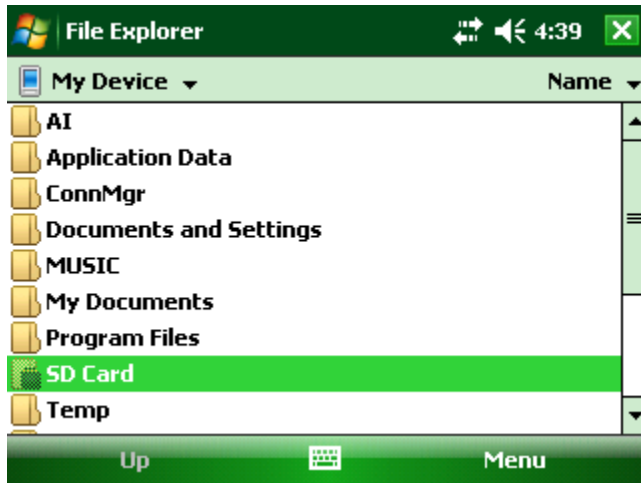 File Explorer 4:39
My Device Name
AI
Application Data
ConnMgr
Documents and Settings
MUSIC
My Documents
Program Files
SD Card
Temp
Up Menu